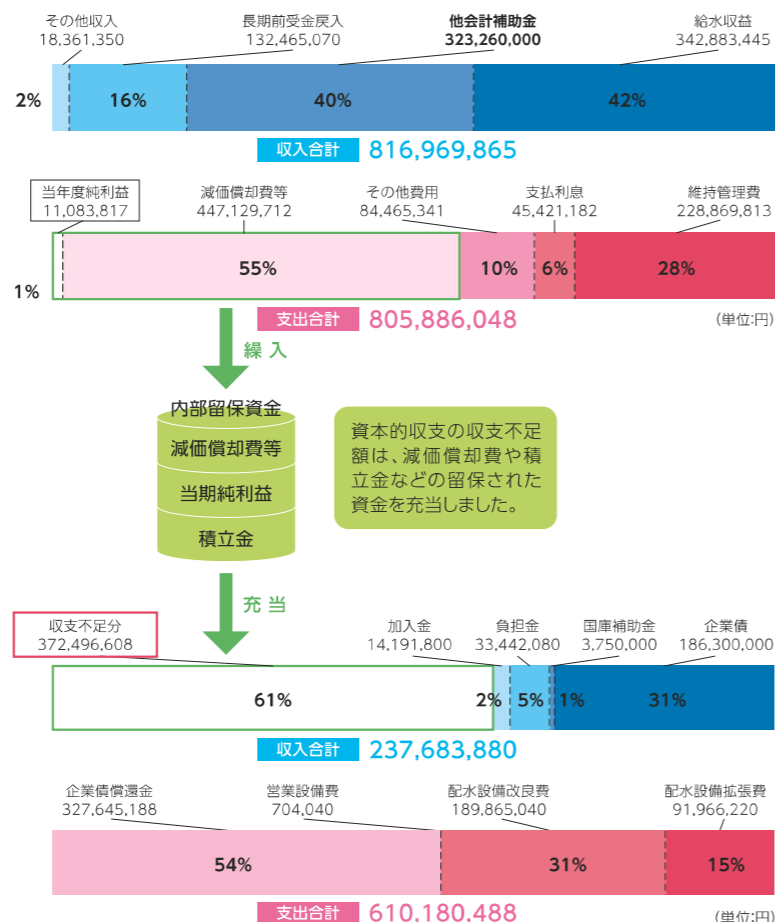 その他収入
18,361,350
長期前受金戻入
132,465,070
他会計補助金
323,260,000
給水収益
342,883,445
2%
16%
40%
42%
収入合計 816,969,865
当年度純利益
11,083,817
減価償却費等
447,129,712
その他費用
84,465,341
支払利息
45,421,182
維持管理費
228,869,813
1%
55%
10%
6%
28%
支出合計 805,886,048
(単位:円)
繰入
内部留保資金
減価償却費等
当期純利益
積立金
資本的収支の収支不足
額は、減価償却費や積
立金などの留保された
資金を充当しました。
充当
収支不足分
372,496,608
加入金
14,191,800
負担金
33,442,080
国庫補助金
3,750,000
企業債
186,300,000
61%
2%
5%
1%
31%
収入合計 237,683,880
企業債償還金
327,645,188
営業設備費
704,040
配水設備改良費
189,865,040
配水設備拡張費
91,966,220
54%
31%
15%
支出合計 610,180,488
(単位:円)